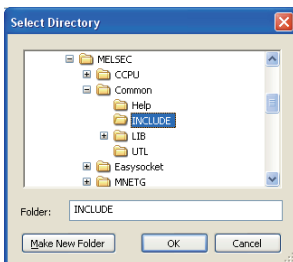 Select Directory
MELSEC
CCPU
Common
Help
INCLUDE
LIB
UTL
Easysocket
MNETG
Folder: INCLUDE
Make New Folder OK Cancel